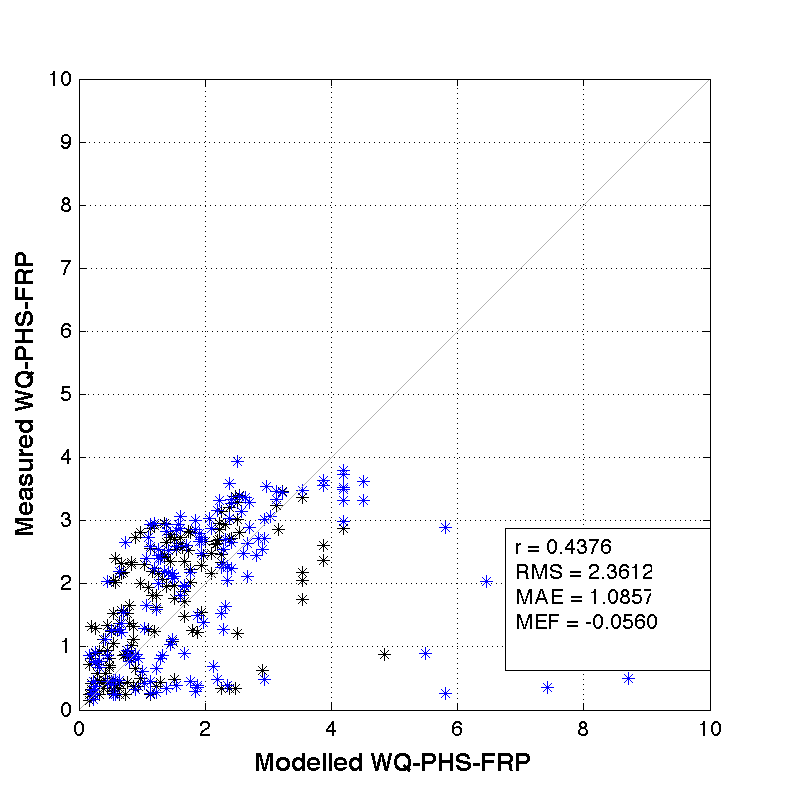 10
9
8
7
6
5
4
3
2
1
0
Measured WQ-PHS-FRP
r = 0.4376
RMS = 2.3612
MAE = 1.0857
MEF = -0.0560
0 2 4 6 8 10
Modelled WQ-PHS-FRP